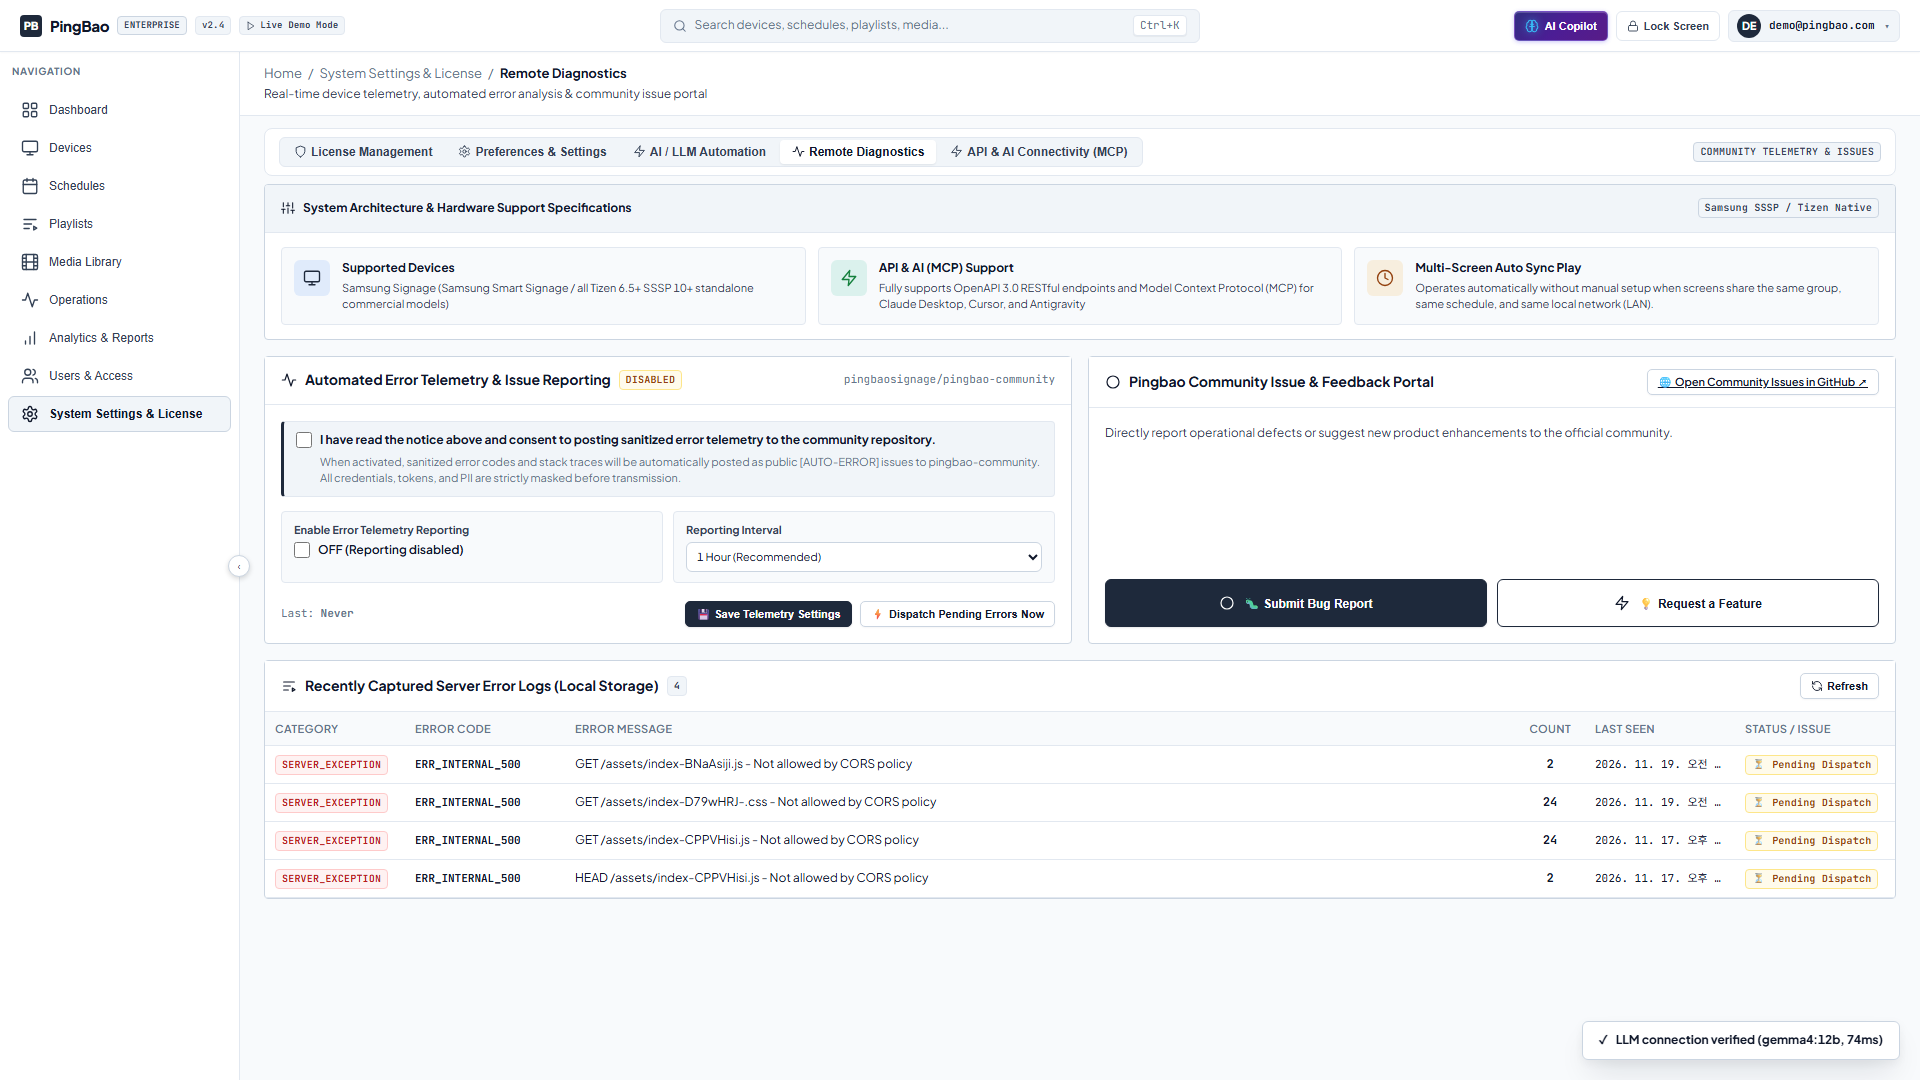 PB PingBao ENTERPRISE v2.4 Live Demo Mode
Search devices, schedules, playlists, media... Ctrl+K
AI Copilot Lock Screen DE demo@pingbao.com
NAVIGATION
Dashboard
Devices
Schedules
Playlists
Media Library
Operations
Analytics & Reports
Users & Access
System Settings & License
Home / System Settings & License / Remote Diagnostics
Real-time device telemetry, automated error analysis & community issue portal
License Management Preferences & Settings AI / LLM Automation Remote Diagnostics API & AI Connectivity (MCP)
COMMUNITY TELEMETRY & ISSUES
System Architecture & Hardware Support Specifications
Samsung SSSP / Tizen Native
Supported Devices
Samsung Signage (Samsung Smart Signage / all Tizen 6.5+ SSSP 10+ standalone
commercial models)
API & AI (MCP) Support
Fully supports OpenAPI 3.0 RESTful endpoints and Model Context Protocol (MCP) for
Claude Desktop, Cursor, and Antigravity
Multi-Screen Auto Sync Play
Operates automatically without manual setup when screens share the same group,
same schedule, and same local network (LAN).
Automated Error Telemetry & Issue Reporting DISABLED
pingbaosignage/pingbao-community
I have read the notice above and consent to posting sanitized error telemetry to the community repository.
When activated, sanitized error codes and stack traces will be automatically posted as public [AUTO-ERROR] issues to pingbao-community.
All credentials, tokens, and PII are strictly masked before transmission.
Enable Error Telemetry Reporting
OFF (Reporting disabled)
Reporting Interval
1 Hour (Recommended)
Last: Never
Save Telemetry Settings
Dispatch Pending Errors Now
Pingbao Community Issue & Feedback Portal
Open Community Issues in GitHub ↗
Directly report operational defects or suggest new product enhancements to the official community.
Submit Bug Report
Request a Feature
Recently Captured Server Error Logs (Local Storage) 4
Refresh
CATEGORY ERROR CODE ERROR MESSAGE COUNT LAST SEEN STATUS / ISSUE
SERVER_EXCEPTION ERR_INTERNAL_500 GET /assets/index-BNaAsiji.js - Not allowed by CORS policy 2 2026. 11. 19. 오전 … Pending Dispatch
SERVER_EXCEPTION ERR_INTERNAL_500 GET /assets/index-D79wHRJ-.css - Not allowed by CORS policy 24 2026. 11. 19. 오전 … Pending Dispatch
SERVER_EXCEPTION ERR_INTERNAL_500 GET /assets/index-CPPVHisi.js - Not allowed by CORS policy 24 2026. 11. 17. 오후 … Pending Dispatch
SERVER_EXCEPTION ERR_INTERNAL_500 HEAD /assets/index-CPPVHisi.js - Not allowed by CORS policy 2 2026. 11. 17. 오후 … Pending Dispatch
✓ LLM connection verified (gemma4:12b, 74ms)